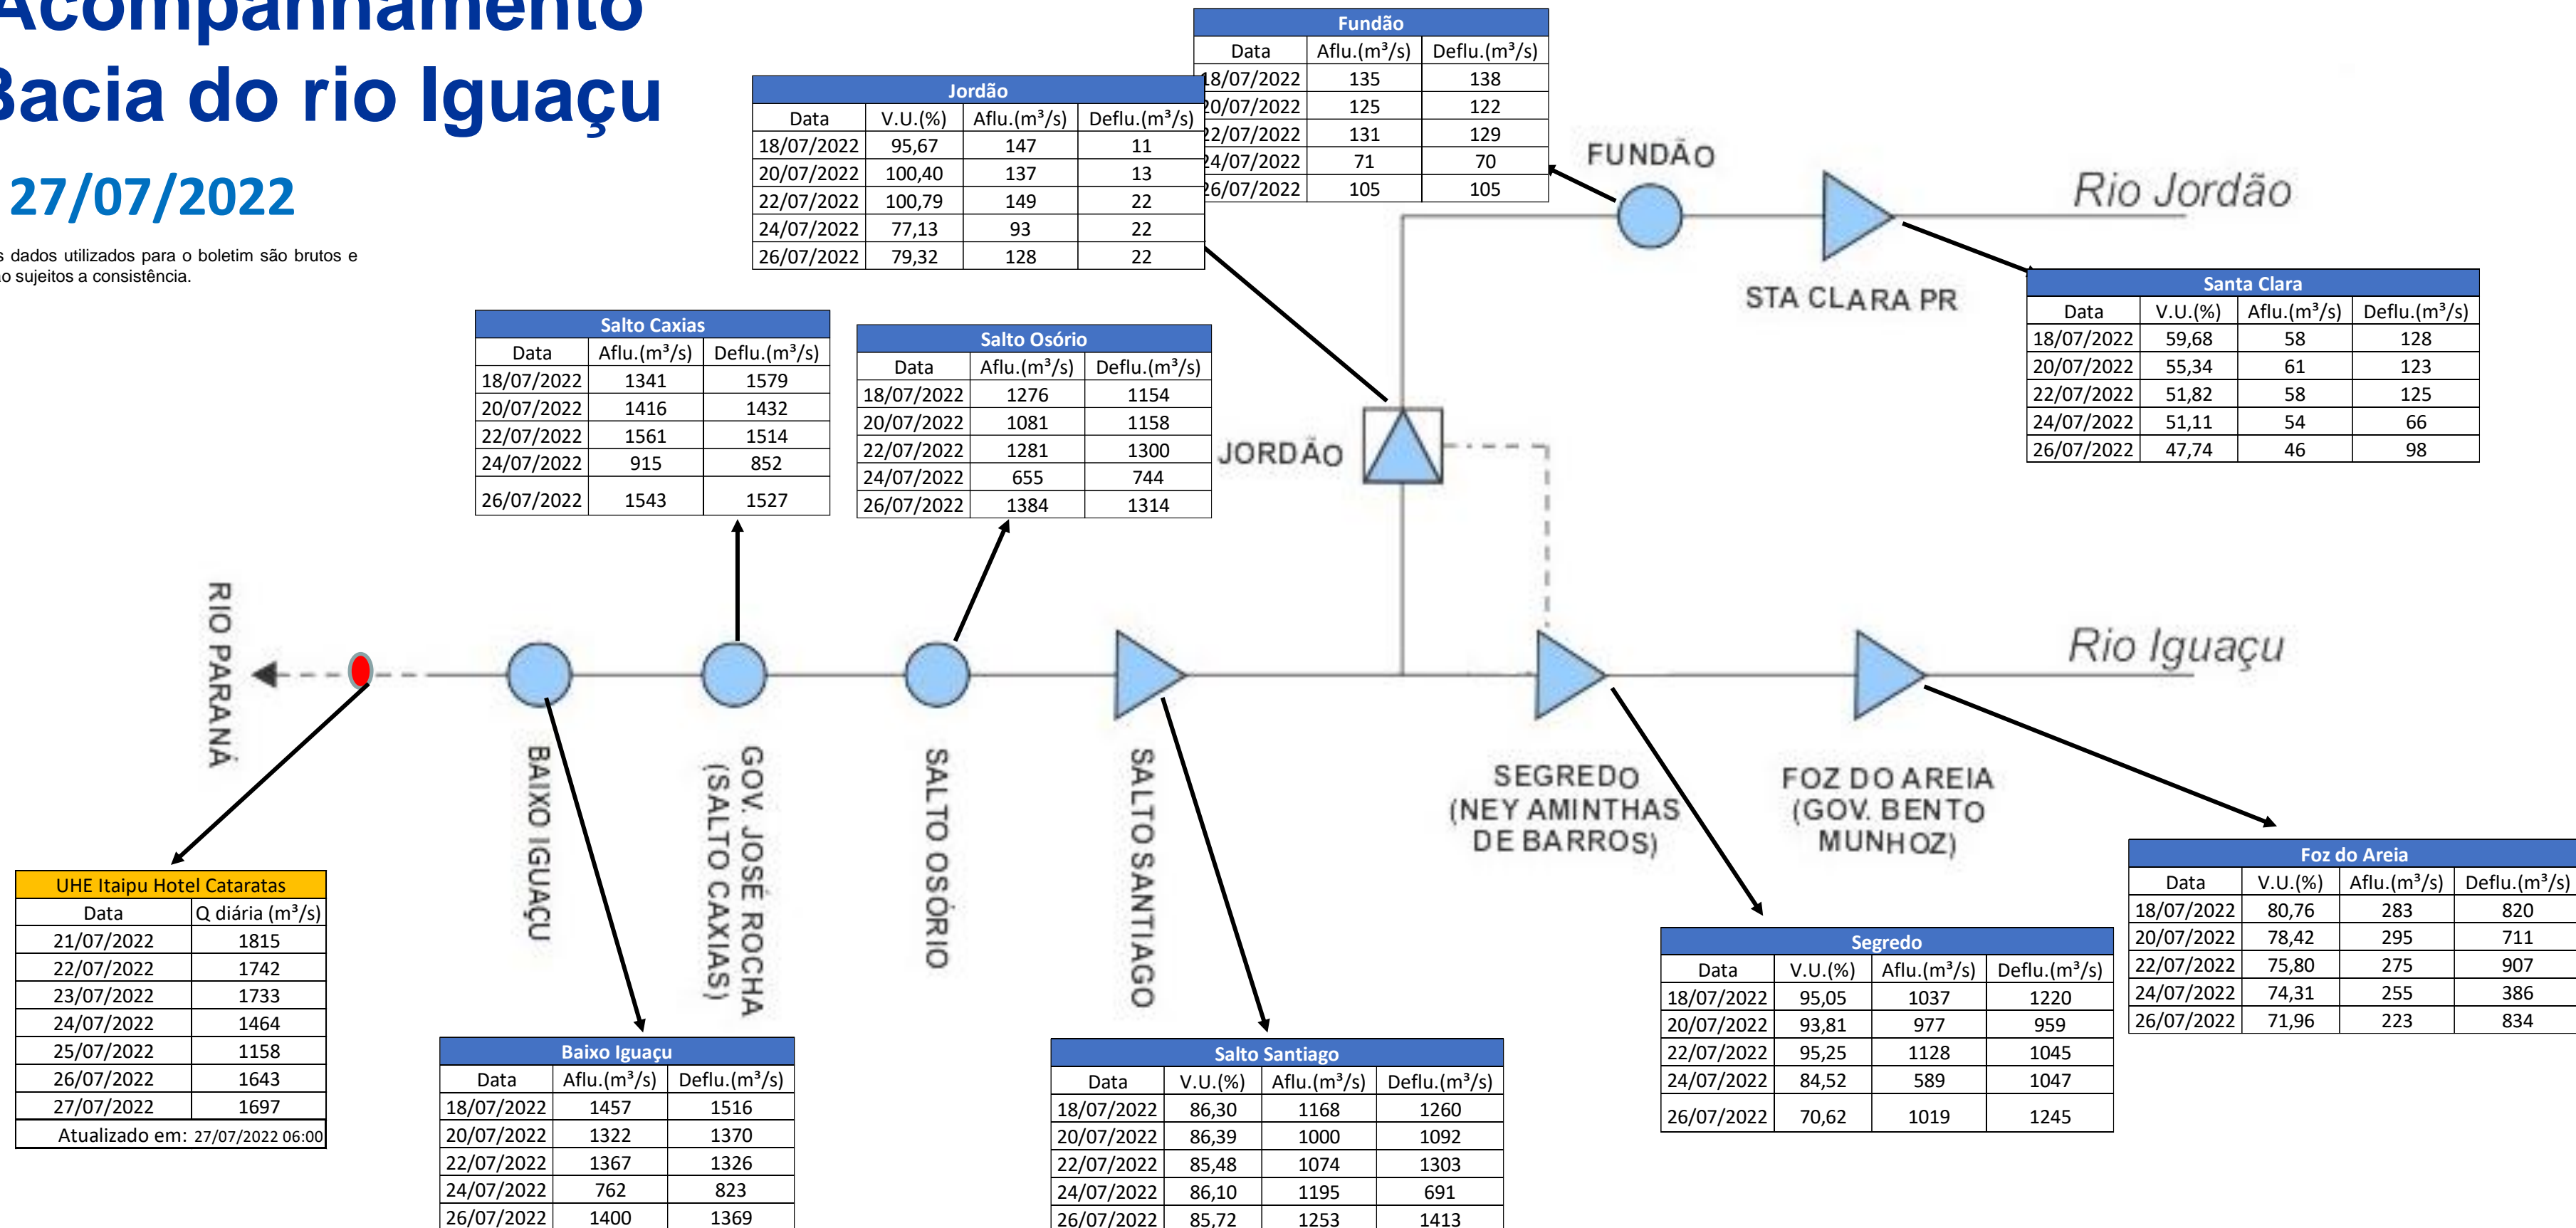 Acompanhamento
Bacia do rio Iguaçu
27/07/2022
dados utilizados para o boletim são brutos e
sujeitos a consistência.
Fundão
Data Aflu.(m³/s) Deflu.(m³/s)
18/07/2022 135 138
20/07/2022 125 122
22/07/2022 131 129
24/07/2022 71 70
26/07/2022 105 105
Jordão
Data V.U.(%) Aflu.(m³/s) Deflu.(m³/s)
18/07/2022 95,67 147 11
20/07/2022 100,40 137 13
22/07/2022 100,79 149 22
24/07/2022 77,13 93 22
26/07/2022 79,32 128 22
FUNDÃO
Rio Jordão
STA CLARA PR
Santa Clara
Data V.U.(%) Aflu.(m³/s) Deflu.(m³/s)
18/07/2022 59,68 58 128
20/07/2022 55,34 61 123
22/07/2022 51,82 58 125
24/07/2022 51,11 54 66
26/07/2022 47,74 46 98
Salto Caxias
Data Aflu.(m³/s) Deflu.(m³/s)
18/07/2022 1341 1579
20/07/2022 1416 1432
22/07/2022 1561 1514
24/07/2022 915 852
26/07/2022 1543 1527
Salto Osório
Data Aflu.(m³/s) Deflu.(m³/s)
18/07/2022 1276 1154
20/07/2022 1081 1158
22/07/2022 1281 1300
24/07/2022 655 744
26/07/2022 1384 1314
JORDÃO
RIO PARANÁ
Rio Iguaçu
BAIXO IGUAÇU
GOV. JOSÉ ROCHA
(SALTO CAXIAS)
SALTO OSÓRIO
SALTO SANTIAGO
SEGREDO
(NEY AMINTHAS
DE BARROS)
FOZ DO AREIA
(GOV. BENTO
MUNHOZ)
UHE Itaipu Hotel Cataratas
Data Q diária (m³/s)
21/07/2022 1815
22/07/2022 1742
23/07/2022 1733
24/07/2022 1464
25/07/2022 1158
26/07/2022 1643
27/07/2022 1697
Atualizado em: 27/07/2022 06:00
Baixo Iguaçu
Data Aflu.(m³/s) Deflu.(m³/s)
18/07/2022 1457 1516
20/07/2022 1322 1370
22/07/2022 1367 1326
24/07/2022 762 823
26/07/2022 1400 1369
Salto Santiago
Data V.U.(%) Aflu.(m³/s) Deflu.(m³/s)
18/07/2022 86,30 1168 1260
20/07/2022 86,39 1000 1092
22/07/2022 85,48 1074 1303
24/07/2022 86,10 1195 691
26/07/2022 85,72 1253 1413
Segredo
Data V.U.(%) Aflu.(m³/s) Deflu.(m³/s)
18/07/2022 95,05 1037 1220
20/07/2022 93,81 977 959
22/07/2022 95,25 1128 1045
24/07/2022 84,52 589 1047
26/07/2022 70,62 1019 1245
Foz do Areia
Data V.U.(%) Aflu.(m³/s) Deflu.(m³/s)
18/07/2022 80,76 283 820
20/07/2022 78,42 295 711
22/07/2022 75,80 275 907
24/07/2022 74,31 255 386
26/07/2022 71,96 223 834